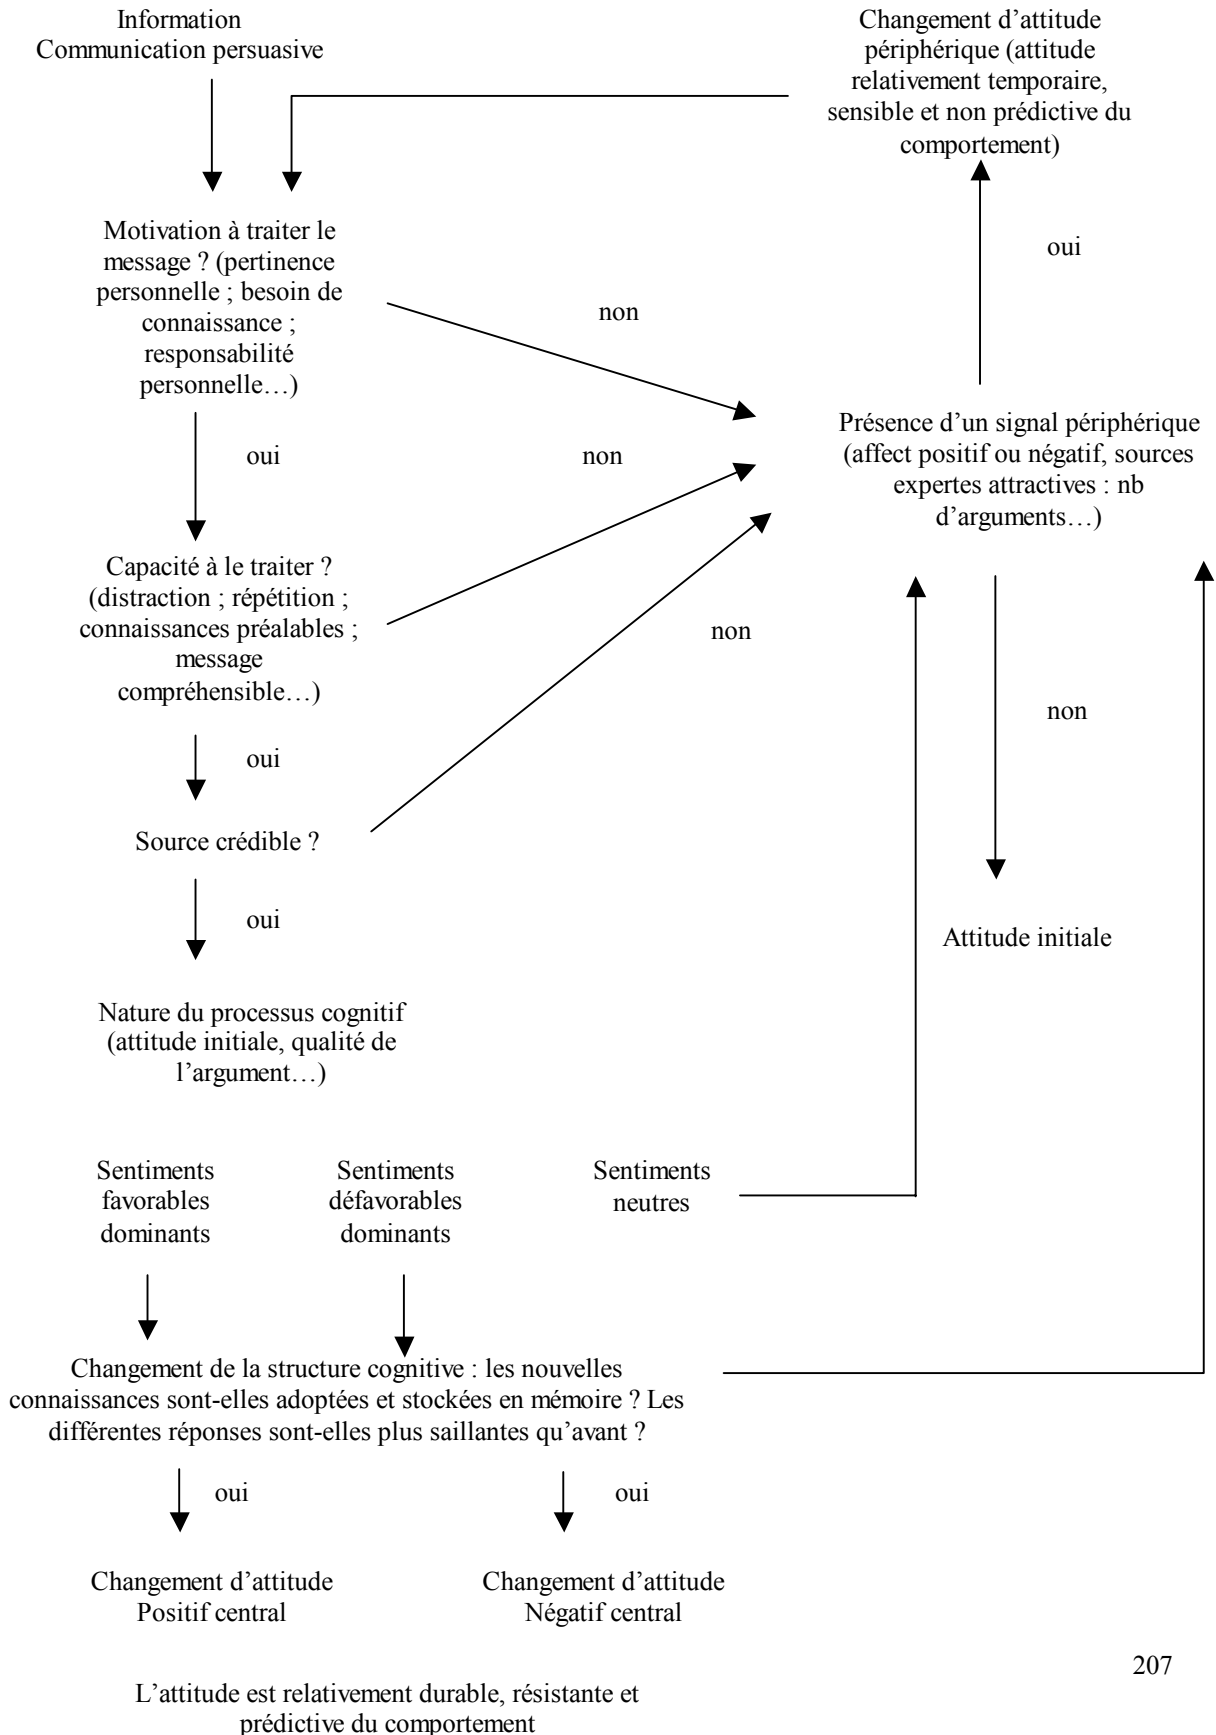 Information
Communication persuasive
Changement d’attitude
périphérique (attitude
relativement temporaire,
sensible et non prédictive du
comportement)
Motivation à traiter le
message ? (pertinence
personnelle ; besoin de
connaissance ;
responsabilité
personnelle…)
non
oui
oui
non
Présence d’un signal périphérique
(affect positif ou négatif, sources
expertes attractives : nb
d’arguments…)
Capacité à le traiter ?
(distraction ; répétition ;
connaissances préalables ;
message
compréhensible…)
non
non
oui
Source crédible ?
oui
Attitude initiale
Nature du processus cognitif
(attitude initiale, qualité de
l’argument…)
Sentiments
favorables
dominants
Sentiments
défavorables
dominants
Sentiments
neutres
Changement de la structure cognitive : les nouvelles
connaissances sont-elles adoptées et stockées en mémoire ? Les
différentes réponses sont-elles plus saillantes qu’avant ?
oui
oui
Changement d’attitude
Positif central
Changement d’attitude
Négatif central
207
L’attitude est relativement durable, résistante et
prédictive du comportement